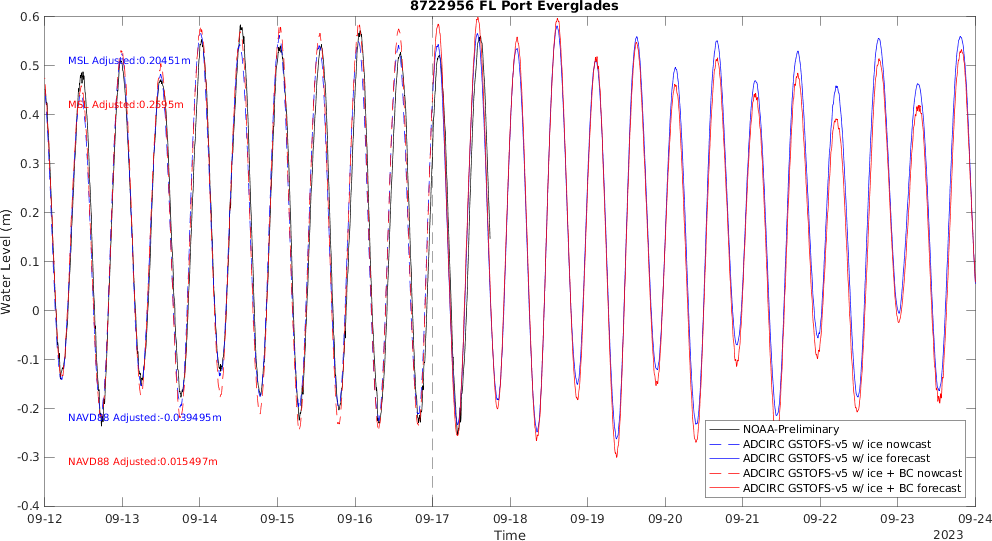 8722956 FL Port Everglades
0.6
0.5
0.4
0.3
0.2
0.1
0
-0.1
-0.2
-0.3
-0.4
Water Level (m)
MSL Adjusted:0.20451m
MSL Adjusted:0.2595m
NAVD88 Adjusted:-0.039495m
NAVD88 Adjusted:0.015497m
NOAA-Preliminary
ADCIRC GSTOFS-v5 w/ ice nowcast
ADCIRC GSTOFS-v5 w/ ice forecast
ADCIRC GSTOFS-v5 w/ ice + BC nowcast
ADCIRC GSTOFS-v5 w/ ice + BC forecast
09-12 09-13 09-14 09-15 09-16 09-17 09-18 09-19 09-20 09-21 09-22 09-23 09-24
Time
2023